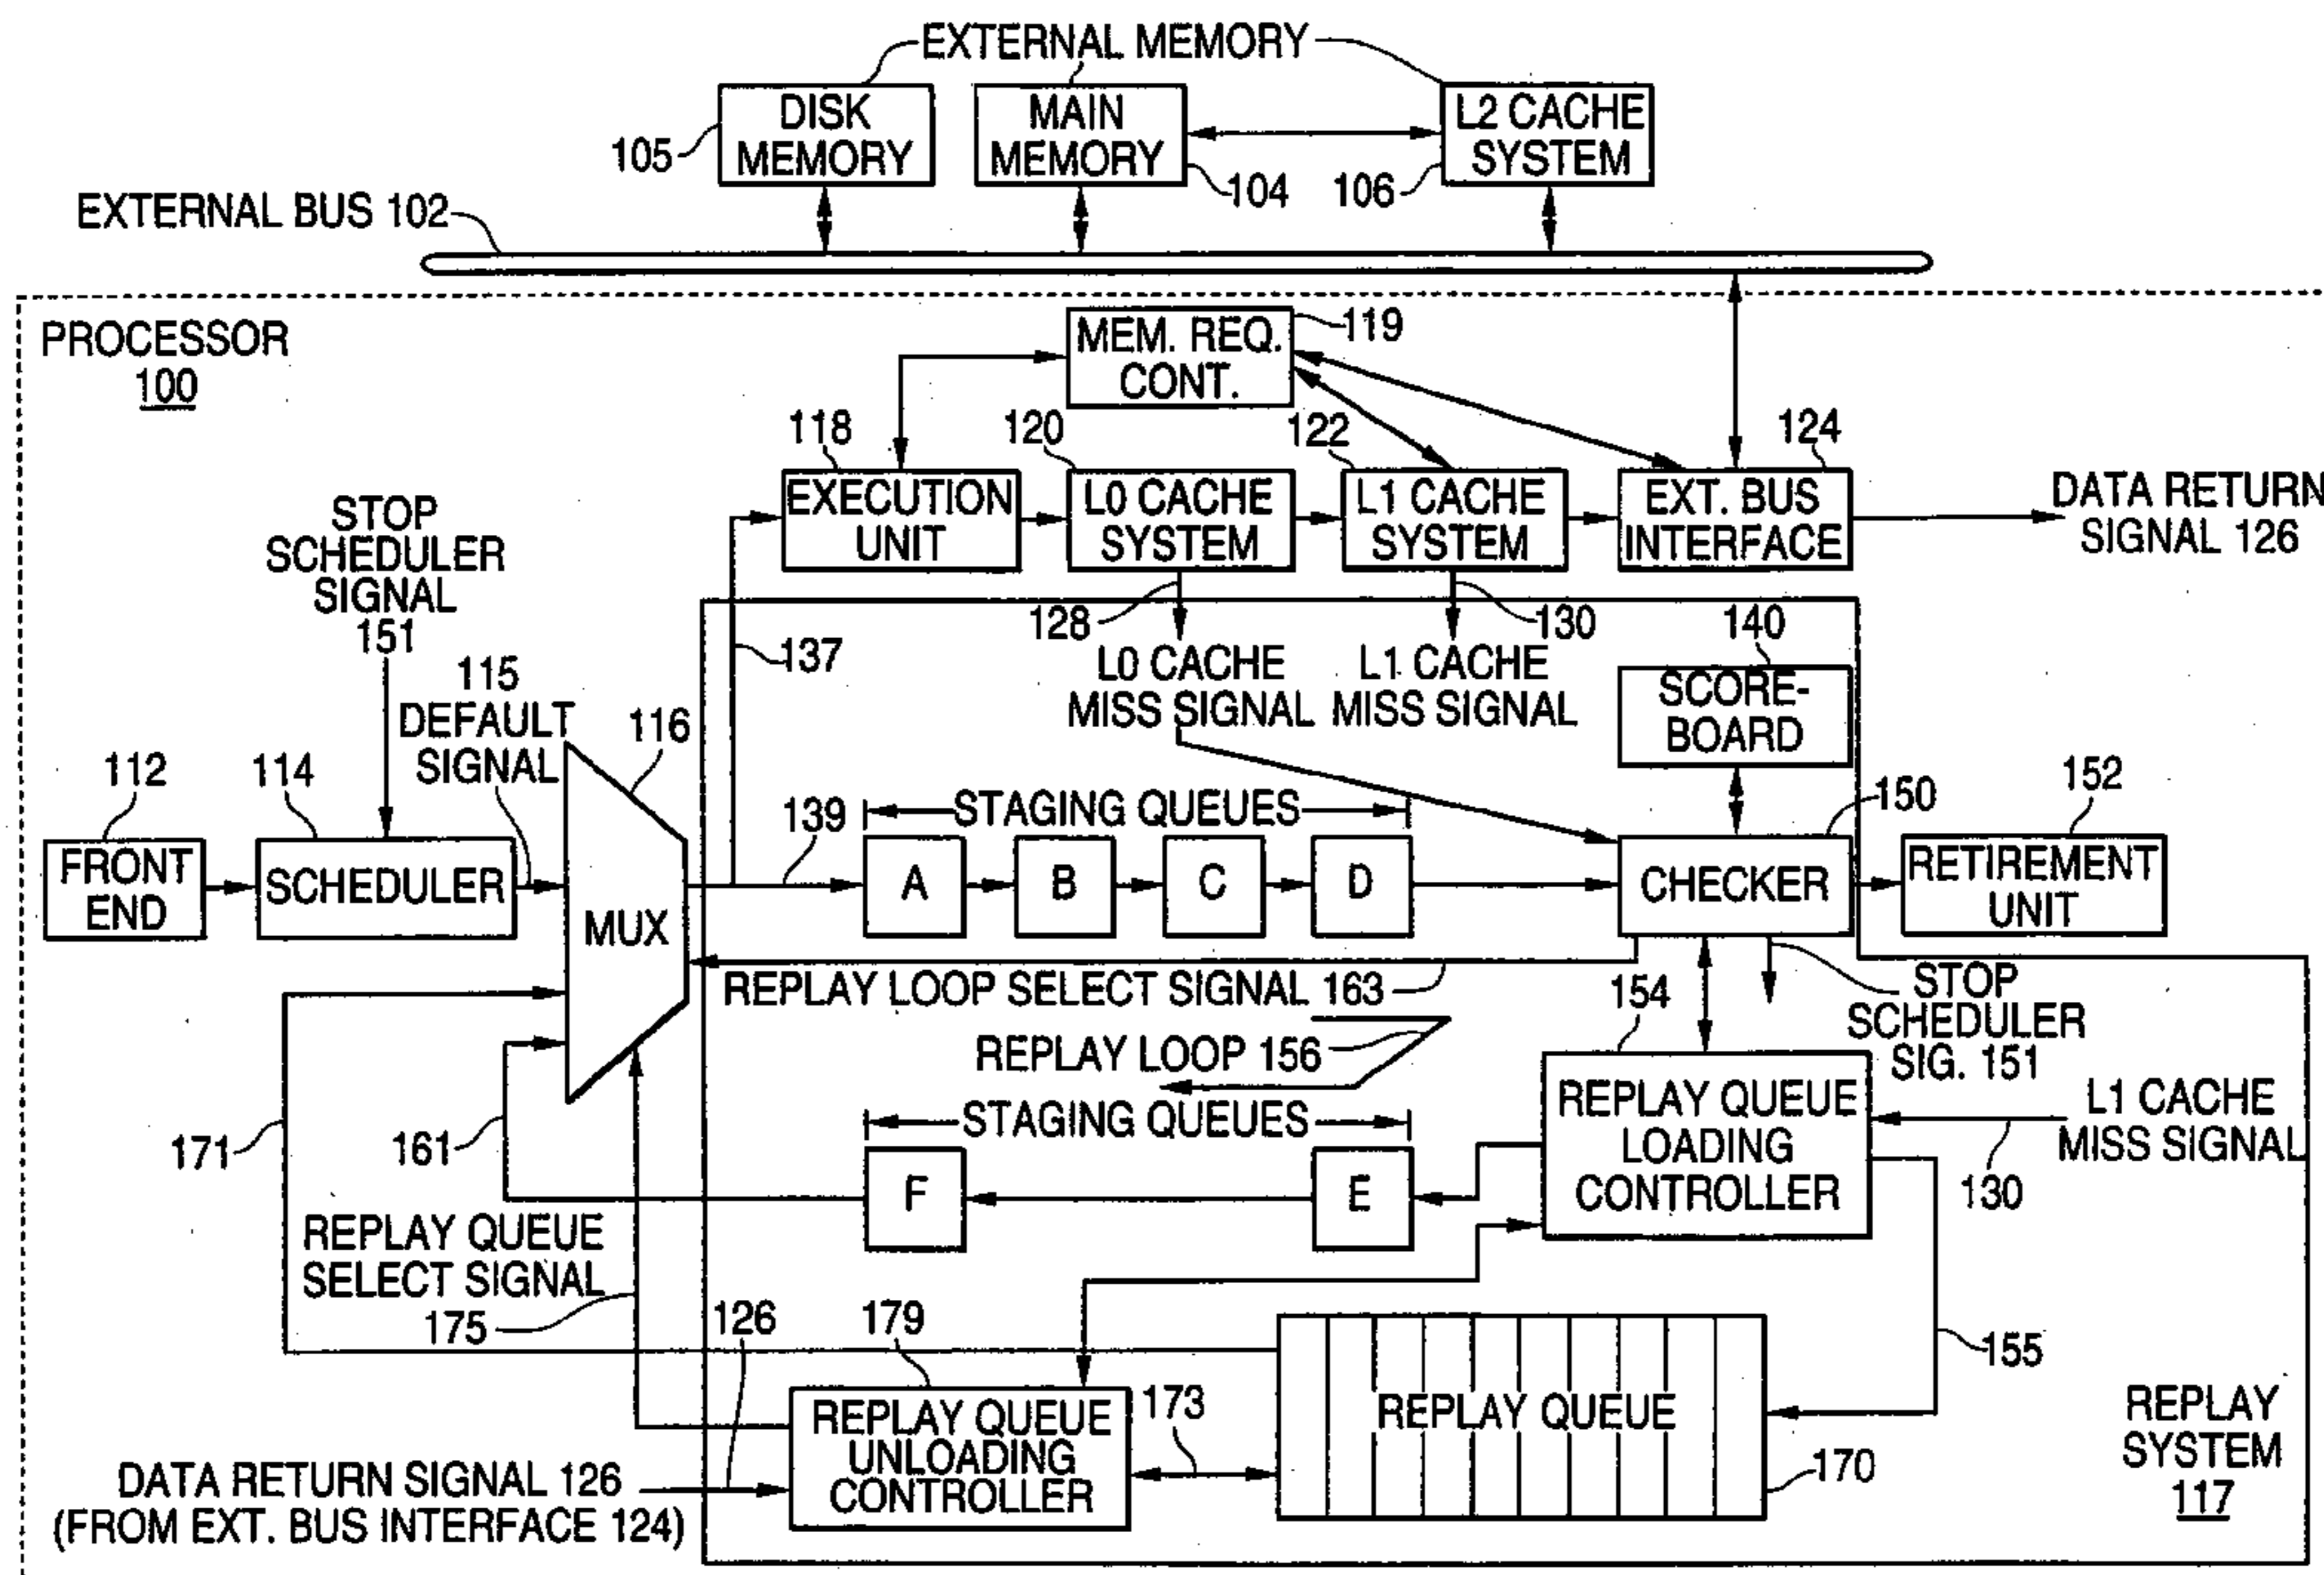 EXTERNAL MEMORY
DISK
MEMORY
105
MAIN
MEMORY
104
L2 CACHE
SYSTEM
106
EXTERNAL BUS 102
PROCESSOR
100
MEM. REQ.
CONT.
119
118
EXECUTION
UNIT
120
L0 CACHE
SYSTEM
122
L1 CACHE
SYSTEM
124
EXT. BUS
INTERFACE
DATA RETURN
SIGNAL 126
STOP
SCHEDULER
SIGNAL
151
128
L0 CACHE
MISS SIGNAL
130
L1 CACHE
MISS SIGNAL
137
140
SCORE-
BOARD
115
DEFAULT
SIGNAL
116
112
FRONT
END
114
SCHEDULER
MUX
139
STAGING QUEUES
A
B
C
D
150
CHECKER
152
RETIREMENT
UNIT
REPLAY LOOP SELECT SIGNAL 163
STOP
SCHEDULER
SIG. 151
REPLAY LOOP 156
154
REPLAY QUEUE
LOADING
CONTROLLER
L1 CACHE
MISS SIGNAL
130
STAGING QUEUES
F
E
171
161
REPLAY QUEUE
SELECT SIGNAL
175
126
179
REPLAY QUEUE
UNLOADING
CONTROLLER
173
REPLAY QUEUE
170
155
DATA RETURN SIGNAL 126
(FROM EXT. BUS INTERFACE 124)
REPLAY
SYSTEM
117